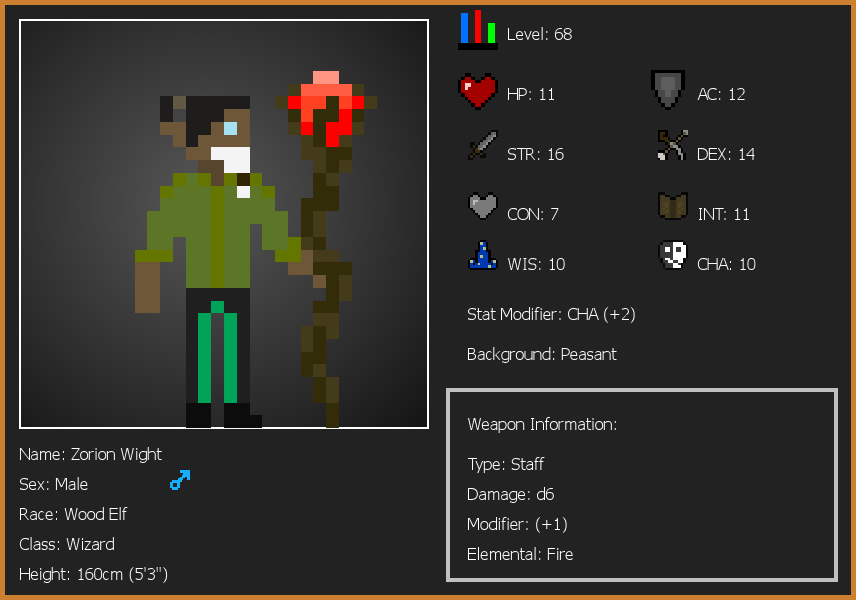 Level: 68
HP: 11
AC: 12
STR: 16
DEX: 14
CON: 7
INT: 11
WIS: 10
CHA: 10
Stat Modifier: CHA (+2)
Background: Peasant
Weapon Information:
Type: Staff
Damage: d6
Modifier: (+1)
Elemental: Fire
Name: Zorion Wight
Sex: Male
Race: Wood Elf
Class: Wizard
Height: 160cm (5'3")